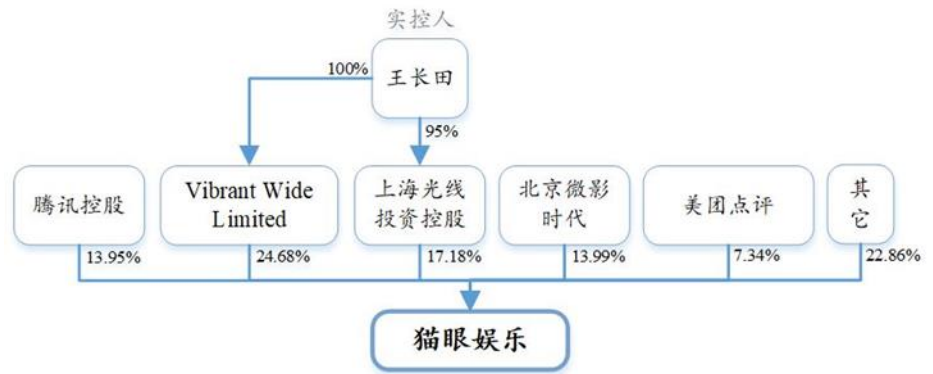 实控人
100%
王长田
95%
腾讯控股
Vibrant Wide
Limited
上海光线
投资控股
北京微影
时代
美团点评
其
它
13.95%
24.68%
17.18%
13.99%
7.34%
22.86%
猫眼娱乐